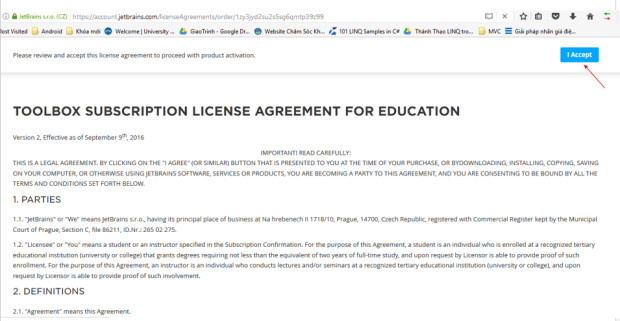 JetBrains s.r.o. (CZ) https://account.jetbrains.com/licenseAgreements/order/1zy3jyd2su2s5sg6qmtp39z99
lost Visited Android Khóa mới Welcome | University ... GiaoTrinh - Google Dr... Website Chăm Sóc Kh... 101 LINQ Samples in C# Thành Thạo LINQ tro... MVC Giải pháp nhãn giá điệ...
Please review and accept this license agreement to proceed with product activation.
I Accept
TOOLBOX SUBSCRIPTION LICENSE AGREEMENT FOR EDUCATION
Version 2, Effective as of September 9th, 2016
IMPORTANT! READ CAREFULLY:
THIS IS A LEGAL AGREEMENT. BY CLICKING ON THE "I AGREE" (OR SIMILAR) BUTTON THAT IS PRESENTED TO YOU AT THE TIME OF YOUR PURCHASE, OR BYDOWNLOADING, INSTALLING, COPYING, SAVING
ON YOUR COMPUTER, OR OTHERWISE USING JETBRAINS SOFTWARE, SERVICES OR PRODUCTS, YOU ARE BECOMING A PARTY TO THIS AGREEMENT, AND YOU ARE CONSENTING TO BE BOUND BY ALL THE
TERMS AND CONDITIONS SET FORTH BELOW.
1. PARTIES
1.1. "JetBrains" or "We" means JetBrains s.r.o., having its principal place of business at Na hrebenech II 1718/10, Prague, 14700, Czech Republic, registered with Commercial Register kept by the Municipal
Court of Prague, Section C, file 86211, ID.Nr.: 265 02 275.
1.2. "Licensee" or "You" means a student or an instructor specified in the Subscription Confirmation. For the purpose of this Agreement, a student is an individual who is enrolled at a recognized tertiary
educational institution (university or college) that grants degrees requiring not less than the equivalent of two years of full-time study, and upon request by Licensor is able to provide proof of such
enrollment. For the purpose of this Agreement, an instructor is an individual who conducts lectures and/or seminars at a recognized tertiary educational institution (university or college), and upon
request by Licensor is able to provide proof of such involvement.
2. DEFINITIONS
2.1. "Agreement" means this Agreement.